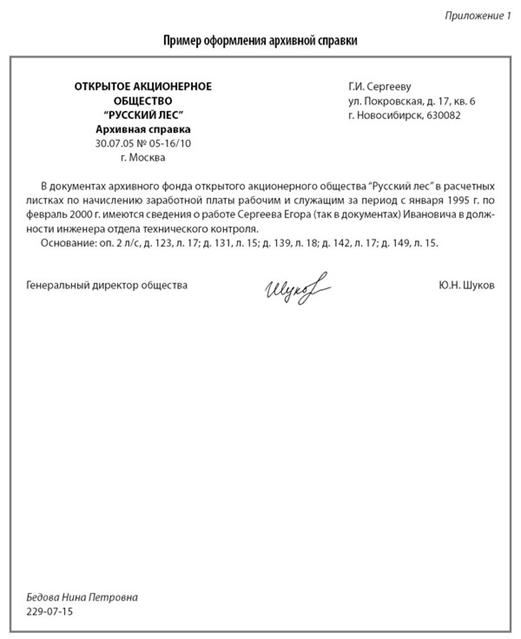 Приложение 1
Пример оформления архивной справки
ОТКРЫТОЕ АКЦИОНЕРНОЕ
ОБЩЕСТВО
“РУССКИЙ ЛЕС”
Архивная справка
30.07.05 № 05-16/10
г. Москва
Г.И. Сергееву
ул. Покровская, д. 17, кв. 6
г. Новосибирск, 630082
В документах архивного фонда открытого акционерного общества “Русский лес” в расчетных
листках по начислению заработной платы рабочим и служащим за период с января 1995 г. по
февраль 2000 г. имеются сведения о работе Сергеева Егора (так в документах) Ивановича в долж-
ности инженера отдела технического контроля.
Основание: оп. 2 л/с, д. 123, л. 17; д. 131, л. 15; д. 139, л. 18; д. 142, л. 17; д. 149, л. 15.
Генеральный директор общества Шуков Ю.Н. Шуков
Бедова Нина Петровна
229-07-15